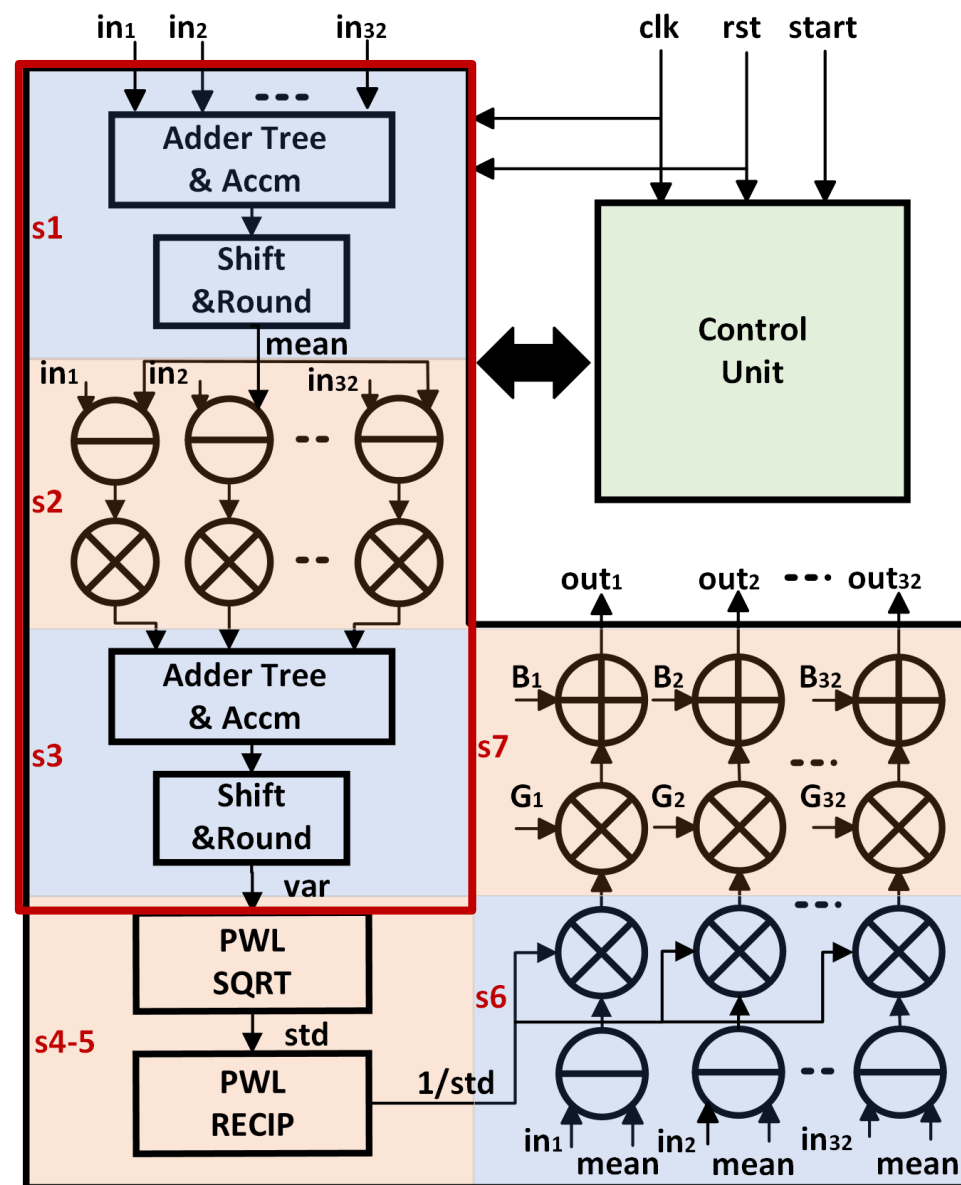 in1 in2 in32 clk rst start
Adder Tree
& Accm
s1
Shift
&Round
mean
Control
Unit
in1 in2 in32
s2
out1 out2 out32
Adder Tree
& Accm
s3
Shift
&Round
var
B1 B2 B32
s7
G1 G2 G32
PWL
SQRT
s4-5
std
PWL
RECIP
1/std
s6
in1 in2 in32
mean mean mean